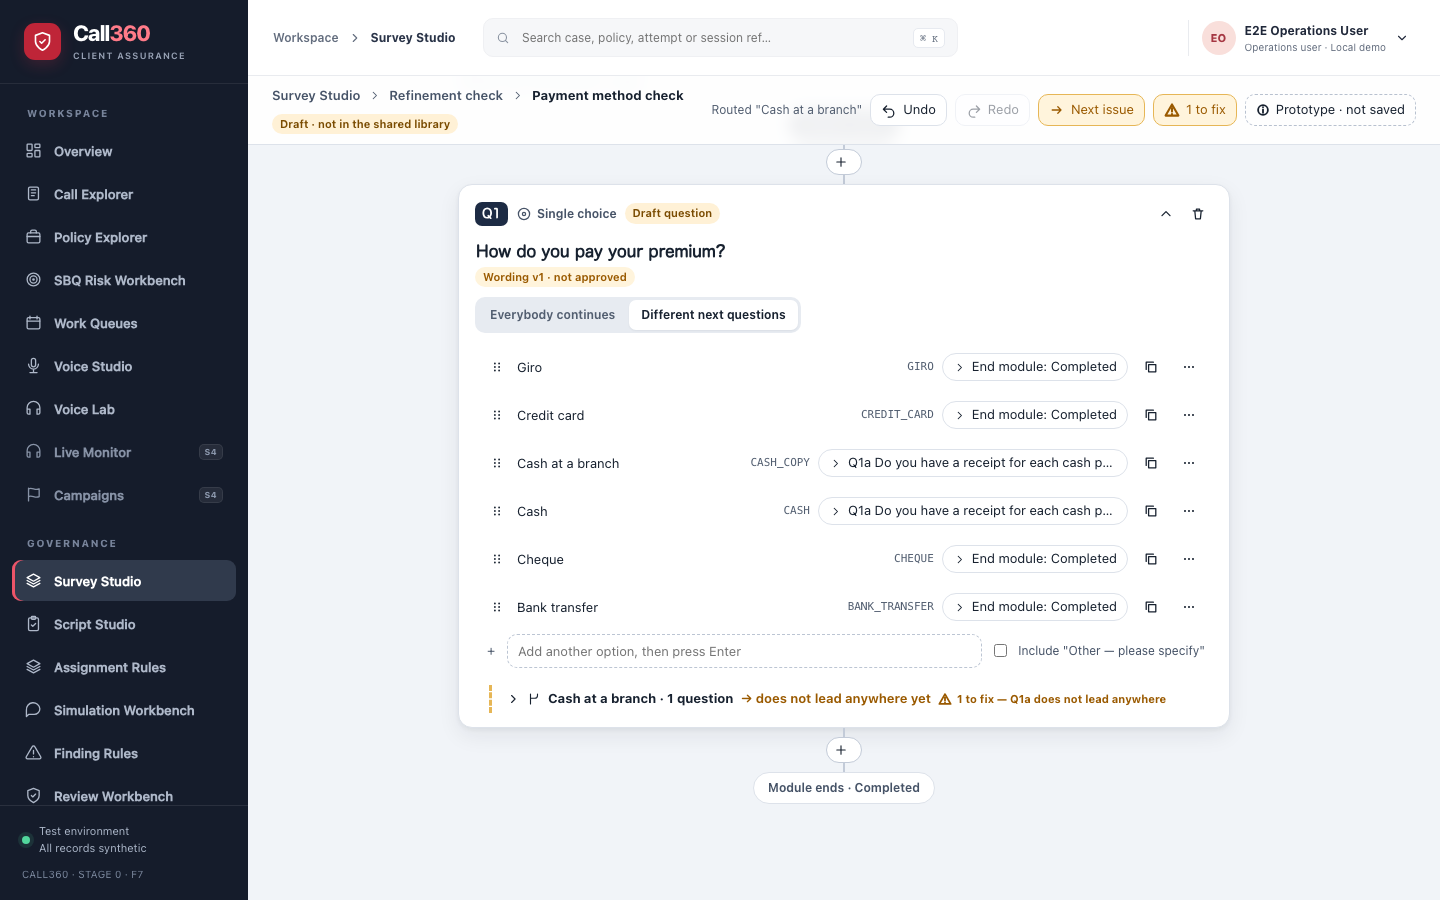 Call360
CLIENT ASSURANCE
WORKSPACE
Overview
Call Explorer
Policy Explorer
SBQ Risk Workbench
Work Queues
Voice Studio
Voice Lab
Live Monitor S4
Campaigns S4
GOVERNANCE
Survey Studio
Script Studio
Assignment Rules
Simulation Workbench
Finding Rules
Review Workbench
Test environment
All records synthetic
CALL360 · STAGE 0 · F7
Workspace > Survey Studio
Search case, policy, attempt or session ref...
⌘ K
EO
E2E Operations User
Operations user · Local demo
Survey Studio > Refinement check > Payment method check
Draft · not in the shared library
Routed "Cash at a branch"
Undo
Redo
Next issue
1 to fix
Prototype · not saved
Q1 Single choice Draft question
How do you pay your premium?
Wording v1 · not approved
Everybody continues Different next questions
Giro GIRO End module: Completed
Credit card CREDIT_CARD End module: Completed
Cash at a branch CASH_COPY Q1a Do you have a receipt for each cash p...
Cash CASH Q1a Do you have a receipt for each cash p...
Cheque CHEQUE End module: Completed
Bank transfer BANK_TRANSFER End module: Completed
+ Add another option, then press Enter Include "Other — please specify"
Cash at a branch · 1 question → does not lead anywhere yet 1 to fix — Q1a does not lead anywhere
Module ends · Completed